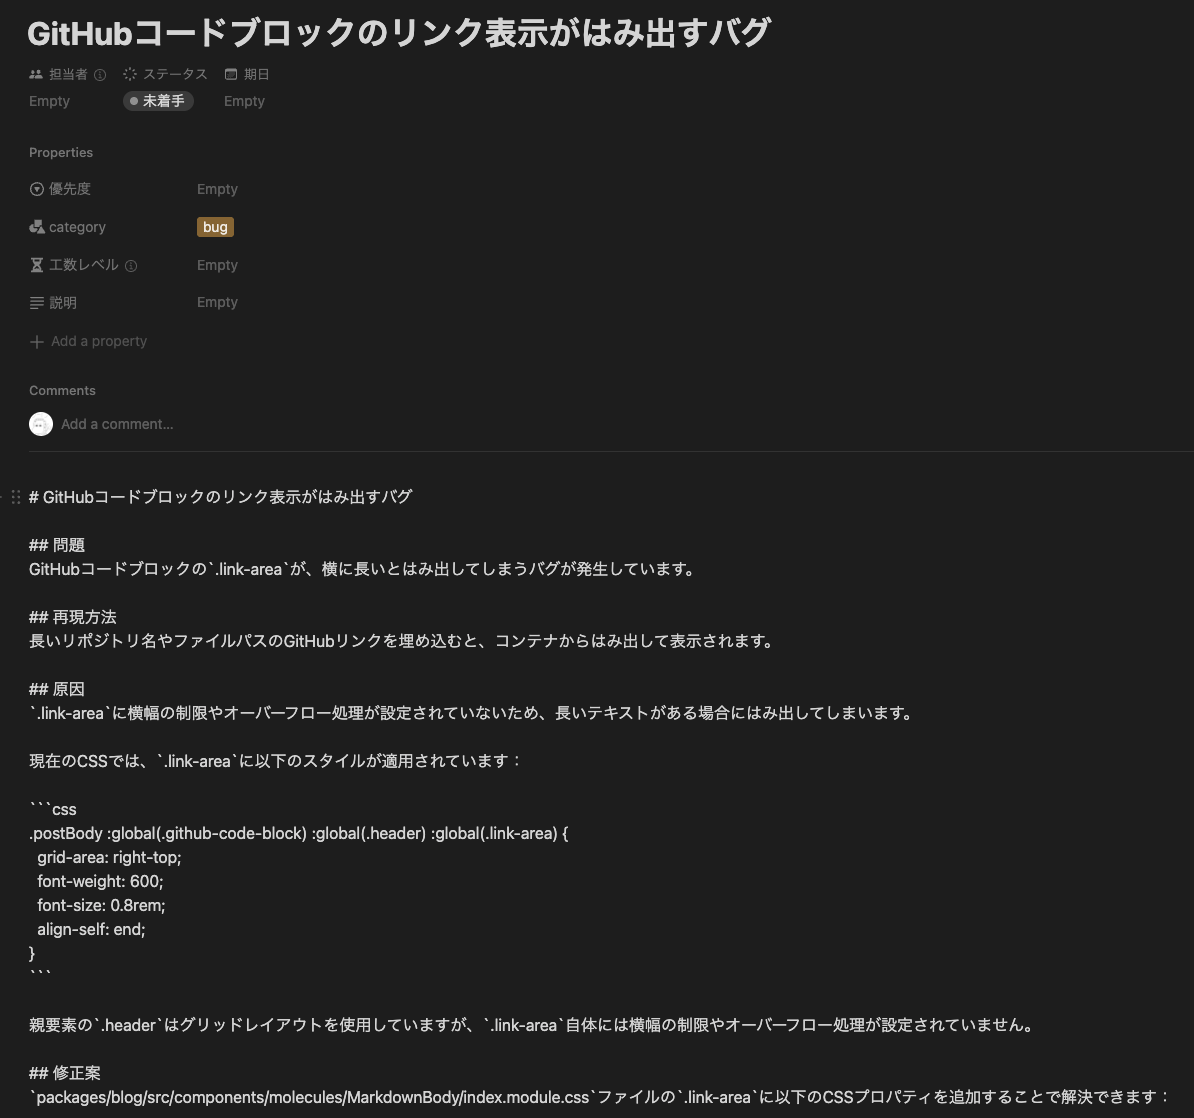 GitHubコードブロックのリンク表示がはみ出すバグ
担当者 ステータス 期日
Empty 未着手 Empty
Properties
優先度 Empty
category bug
工数レベル Empty
説明 Empty
Add a property
Comments
Add a comment...
# GitHubコードブロックのリンク表示がはみ出すバグ
## 問題
GitHubコードブロックの`.link-area`が、横に長いとはみ出してしまうバグが発生しています。
## 再現方法
長いリポジトリ名やファイルパスのGitHubリンクを埋め込むと、コンテナからはみ出して表示されます。
## 原因
`.link-area`に横幅の制限やオーバーフロー処理が設定されていないため、長いテキストがある場合にはみ出してしまいます。
現在のCSSでは、`.link-area`に以下のスタイルが適用されています：
```css
.postBody :global(.github-code-block) :global(.header) :global(.link-area) {
  grid-area: right-top;
  font-weight: 600;
  font-size: 0.8rem;
  align-self: end;
}
```
親要素の`.header`はグリッドレイアウトを使用していますが、`.link-area`自体には横幅の制限やオーバーフロー処理が設定されていません。
## 修正案
`packages/blog/src/components/molecules/MarkdownBody/index.module.css`ファイルの`.link-area`に以下のCSSプロパティを追加することで解決できます：